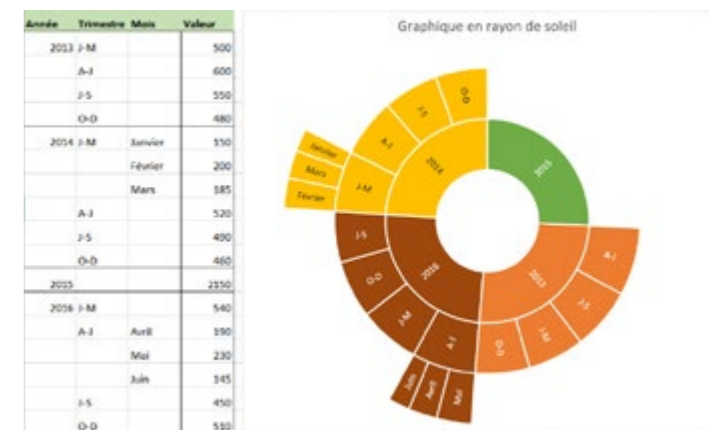 Année Trimestre Mois Valeur
2013 J-M 500
A-J 600
J-S 550
O-D 480
2014 J-M Janvier 150
Février 200
Mars 185
A-J 520
J-S 490
O-D 460
2015 2150
2016 J-M 540
A-J Avril 190
Mai 230
Juin 145
J-S 450
O-D 510
Graphique en rayon de soleil
O-D
J-S
A-J
Janvier
Mars
Février
J-M
2014
2015
J-S
O-D
J-M
A-J
2016
Juin
Avril
Mai
2013
A-J
J-S
J-M
O-D